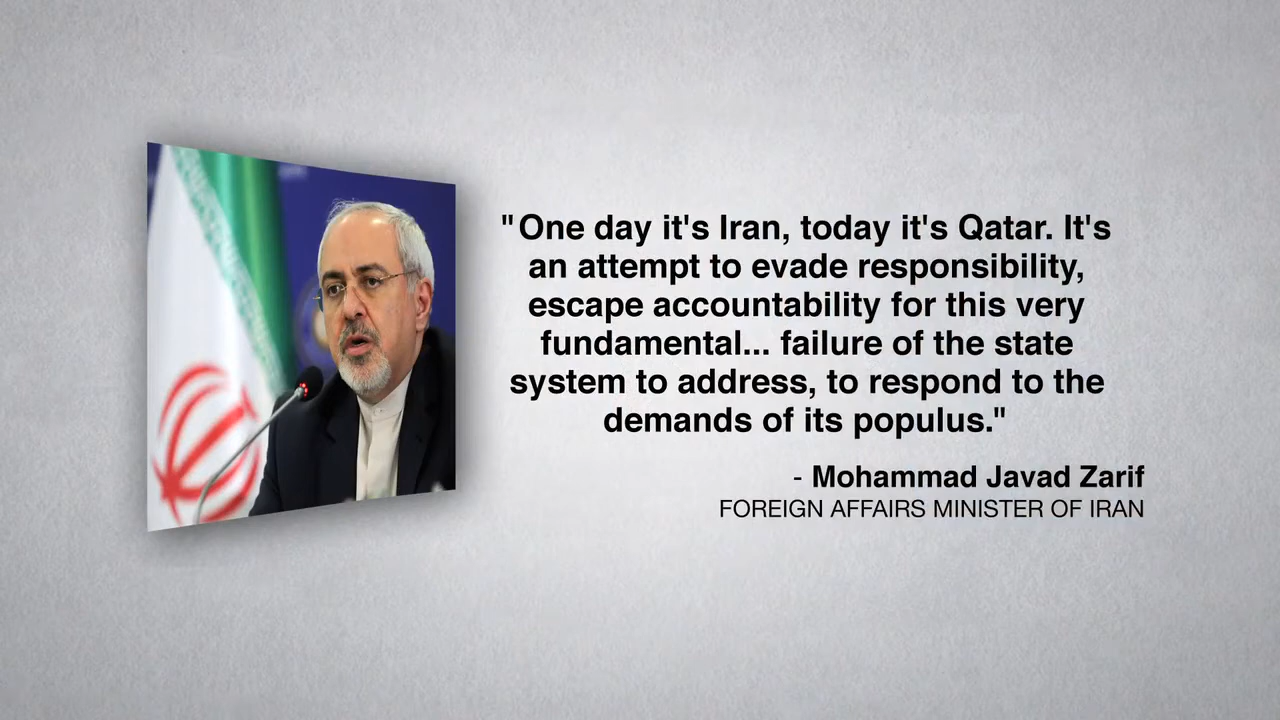 "One day it's Iran, today it's Qatar. It's
an attempt to evade responsibility,
escape accountability for this very
fundamental... failure of the state
system to address, to respond to the
demands of its populus."
- Mohammad Javad Zarif
FOREIGN AFFAIRS MINISTER OF IRAN